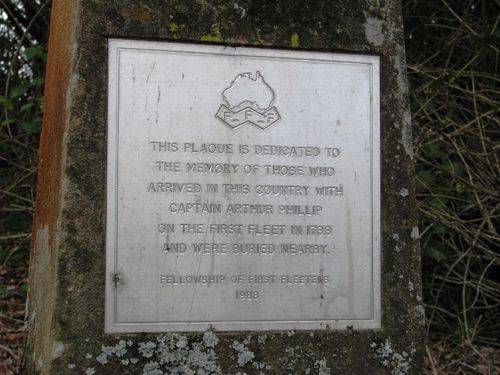 F-F-F
THIS PLAQUE IS DEDICATED TO
THE MEMORY OF THOSE WHO
ARRIVED IN THIS COUNTRY WITH
CAPTAIN ARTHUR PHILLIP
ON THE FIRST FLEET IN 1788
AND WERE BURIED NEARBY.
FELLOWSHIP OF FIRST FLEETERS
1988